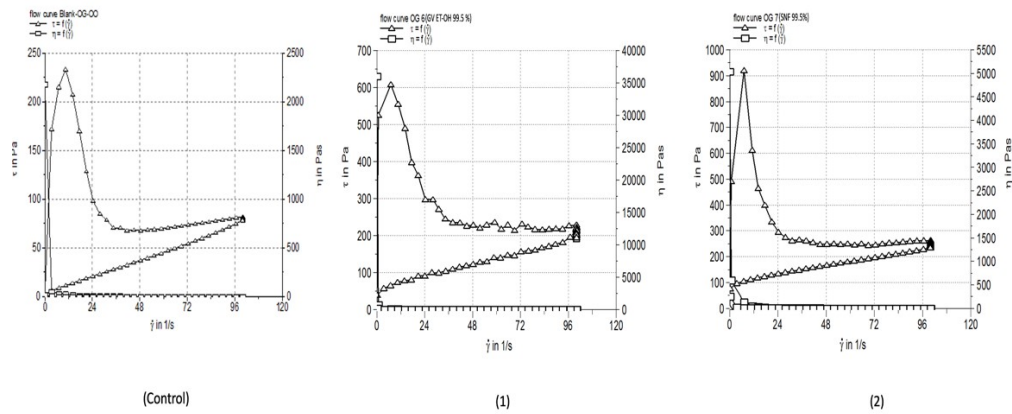 flow curve Blank-OG-OO
τ = f (γ̇)
η = f (γ̇)
250
200
150
100
50
0
τ in Pa
2500
2000
1500
1000
500
0
η in Pas
0 24 48 72 96 120
γ̇ in 1/s
(Control)
flow curve OG 6(GV ET-OH 99.5 %)
τ = f (γ̇)
η = f (γ̇)
700
600
500
400
300
200
100
0
τ in Pa
40000
35000
30000
25000
20000
15000
10000
5000
0
η in Pas
0 24 48 72 96 120
γ̇ in 1/s
(1)
flow curve OG 7(SNF 99.5%)
τ = f (γ̇)
η = f (γ̇)
1000
900
800
700
600
500
400
300
200
100
0
τ in Pa
5500
5000
4500
4000
3500
3000
2500
2000
1500
1000
500
0
η in Pas
0 24 48 72 96 120
γ̇ in 1/s
(2)